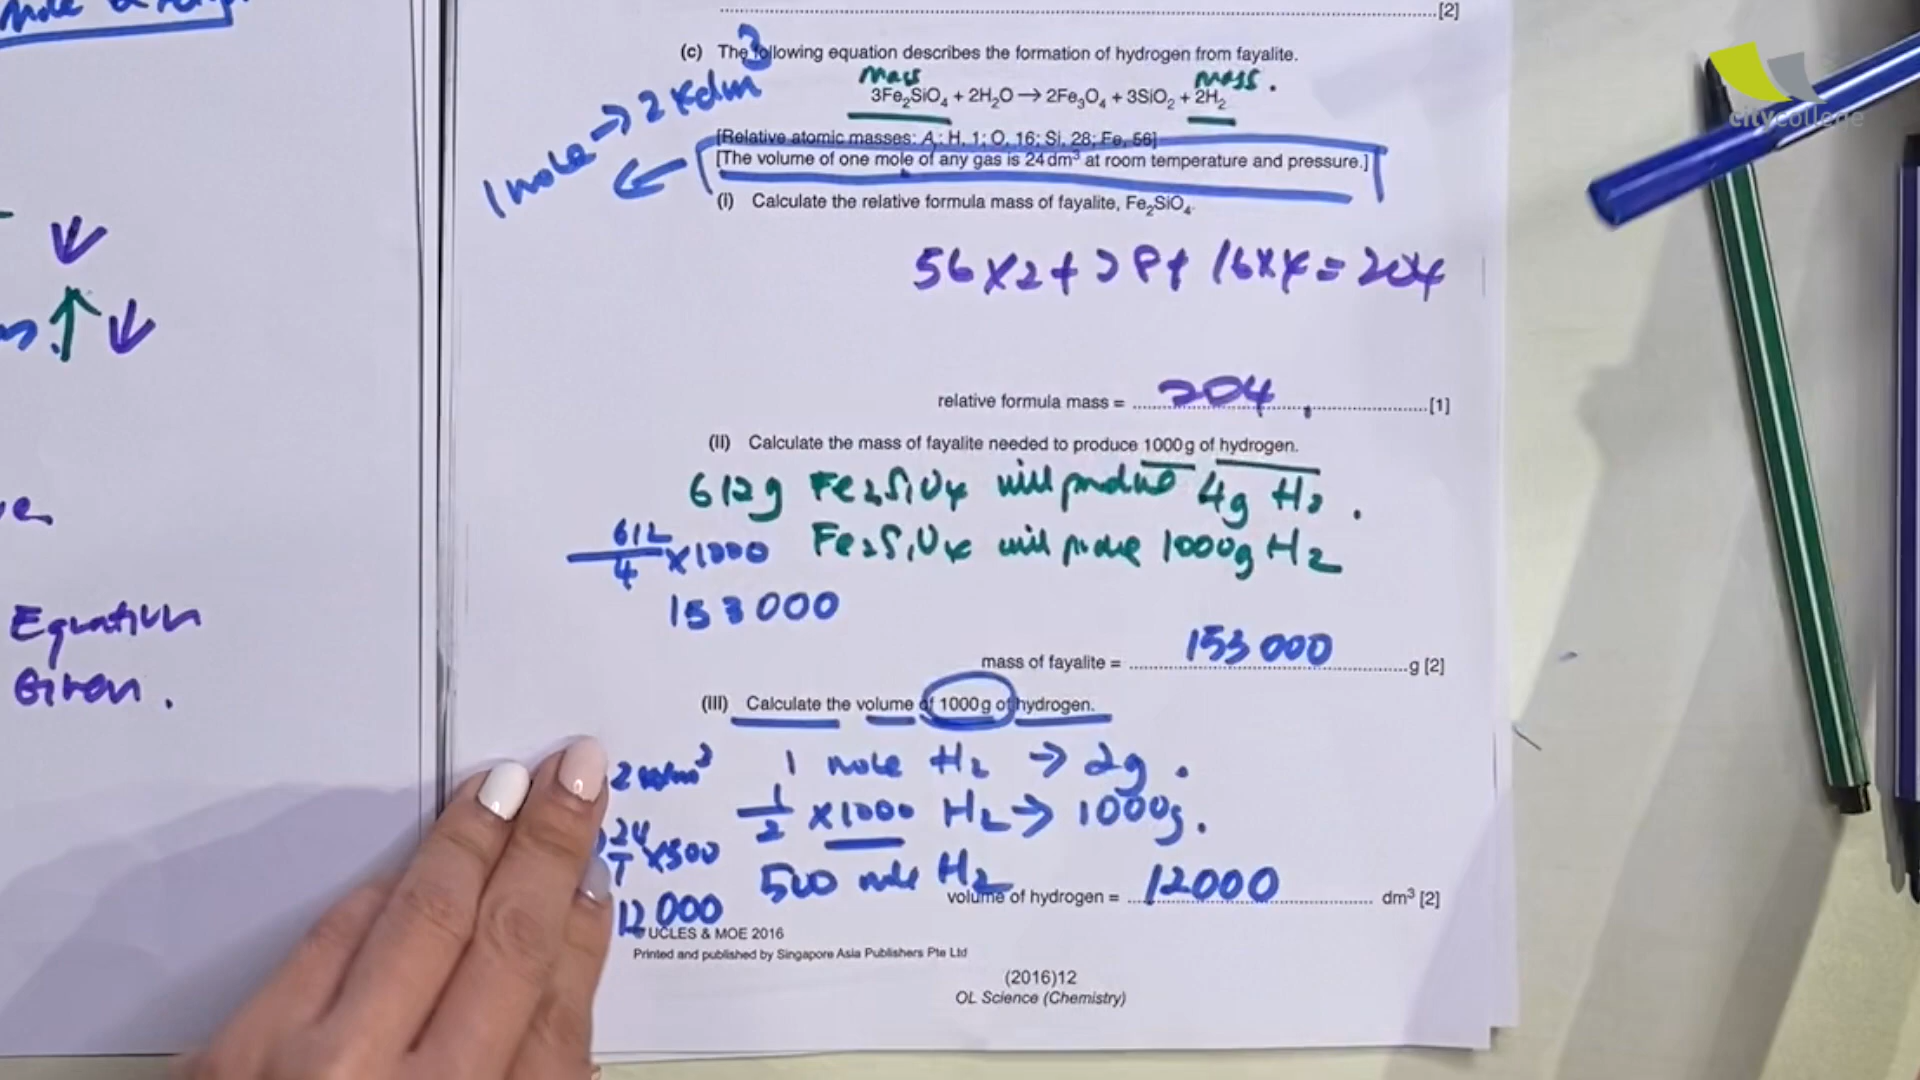 [2]
(c) The following equation describes the formation of hydrogen from fayalite.
3
mass mass.
3Fe₂SiO₄ + 2H₂O → 2Fe₃O₄ + 3SiO₂ + 2H₂
1 mole → 24dm
[Relative atomic masses: Aᵣ: H, 1; O, 16; Si, 28; Fe, 56]
[The volume of one mole of any gas is 24 dm³ at room temperature and pressure.]
(i) Calculate the relative formula mass of fayalite, Fe₂SiO₄.
56×2+28+16×4=204
relative formula mass = 204 [1]
(ii) Calculate the mass of fayalite needed to produce 1000 g of hydrogen.
612g Fe₂SiO₄ will produce 4g H₂.
612/4 ×1000 Fe₂SiO₄ will produce 1000g H₂
153000
mass of fayalite = 153000 g [2]
(iii) Calculate the volume of 1000 g of hydrogen.
24dm³ 1 mole H₂ → 2g.
1/2 ×1000 H₂ → 1000g.
24/1 ×500
500 mole H₂
12000
volume of hydrogen = 12000 dm³ [2]
UCLES & MOE 2016
Printed and published by Singapore Asia Publishers Pte Ltd
(2016)12
OL Science (Chemistry)
Equation
Given.
citycollege